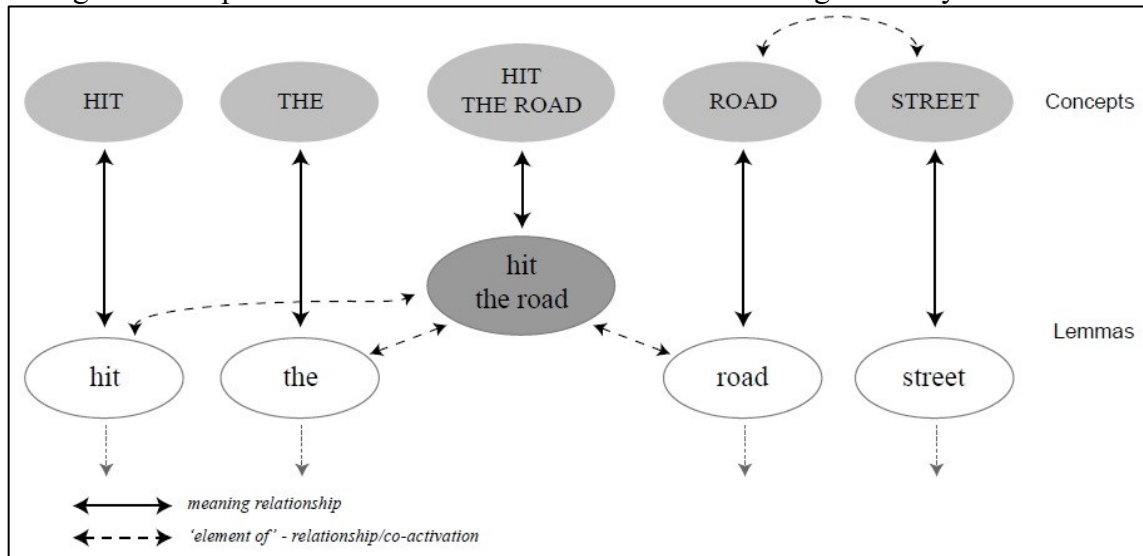 HIT
THE
HIT
THE ROAD
ROAD
STREET
Concepts
hit
the road
Lemmas
hit
the
road
street
meaning relationship
'element of' - relationship/co-activation